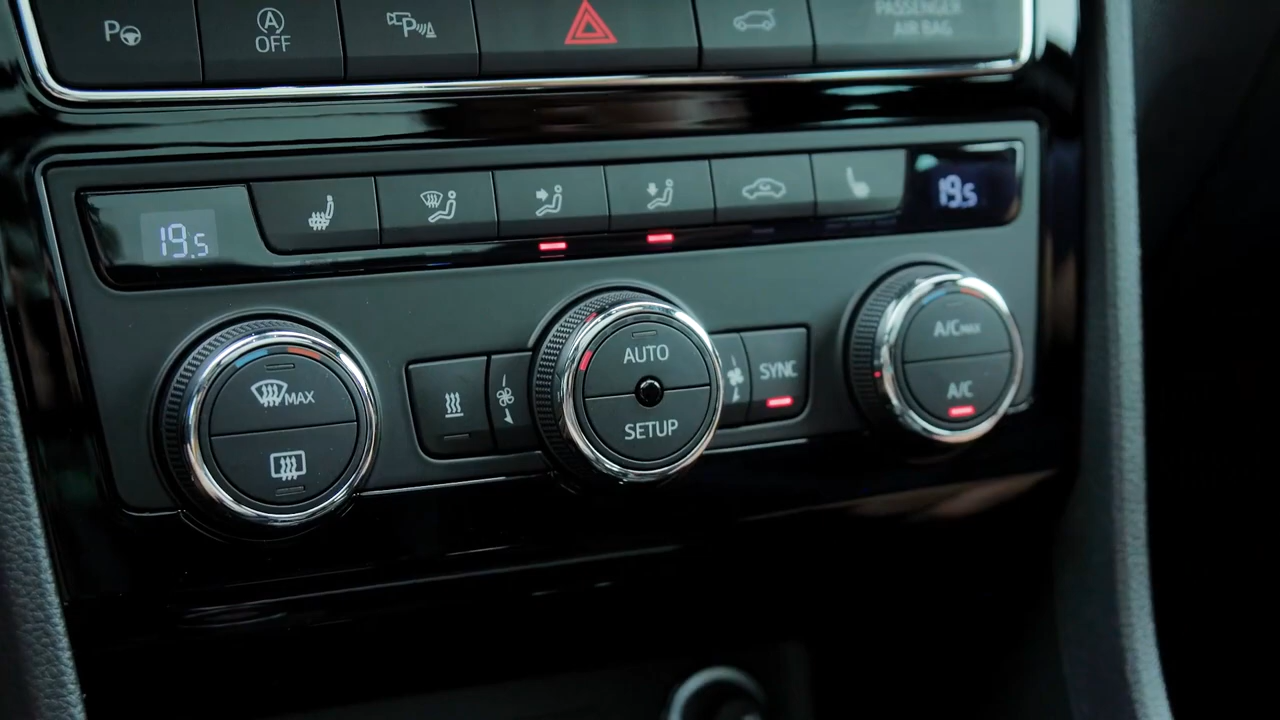 P
A
OFF
P
PASSENGER
AIR BAG
19.5
19.5
MAX
AUTO
SETUP
SYNC
A/C MAX
A/C